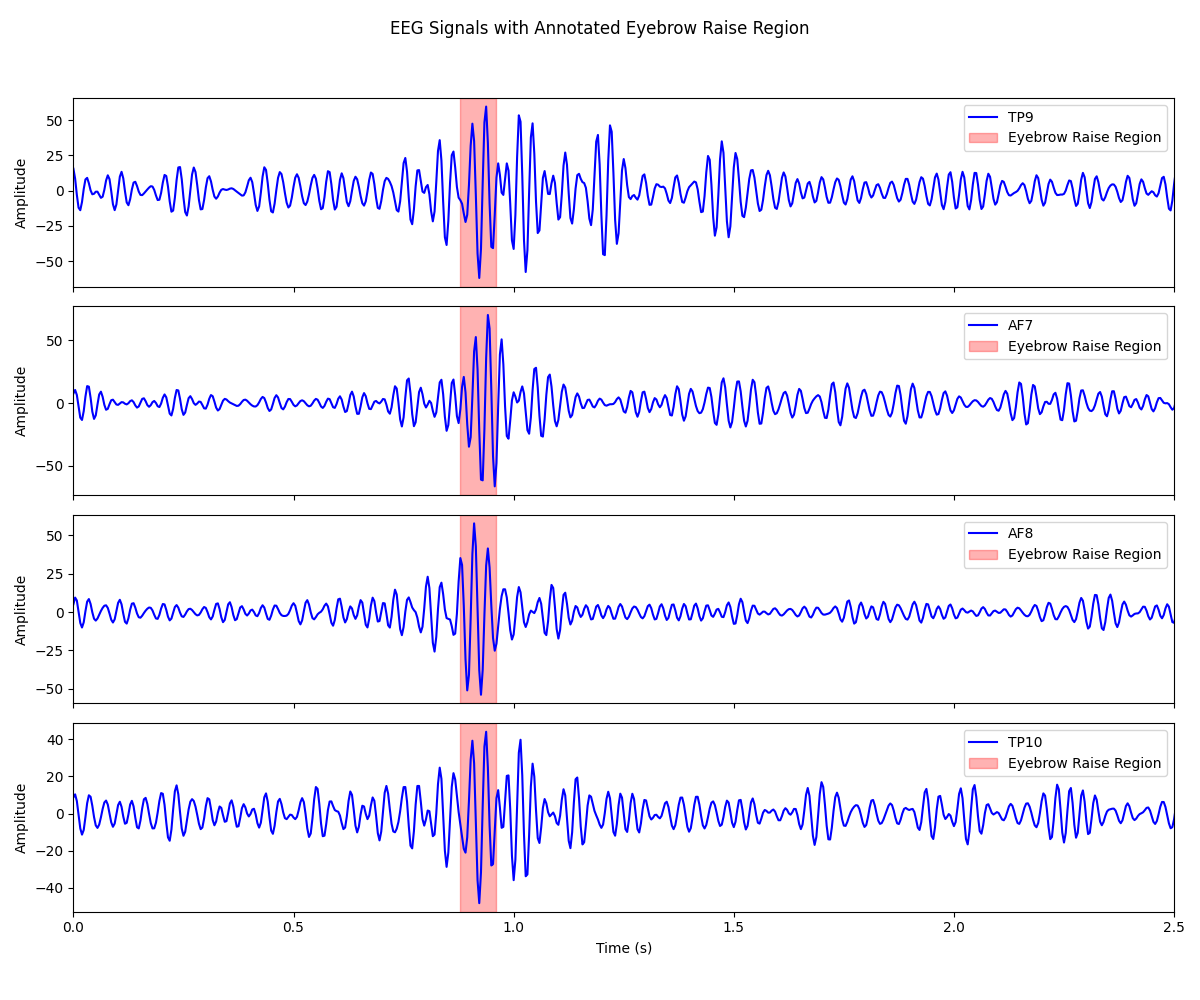 EEG Signals with Annotated Eyebrow Raise Region
50
25
0
−25
−50
Amplitude
TP9
Eyebrow Raise Region
50
0
−50
Amplitude
AF7
Eyebrow Raise Region
50
25
0
−25
−50
Amplitude
AF8
Eyebrow Raise Region
40
20
0
−20
−40
Amplitude
TP10
Eyebrow Raise Region
0.0 0.5 1.0 1.5 2.0 2.5
Time (s)